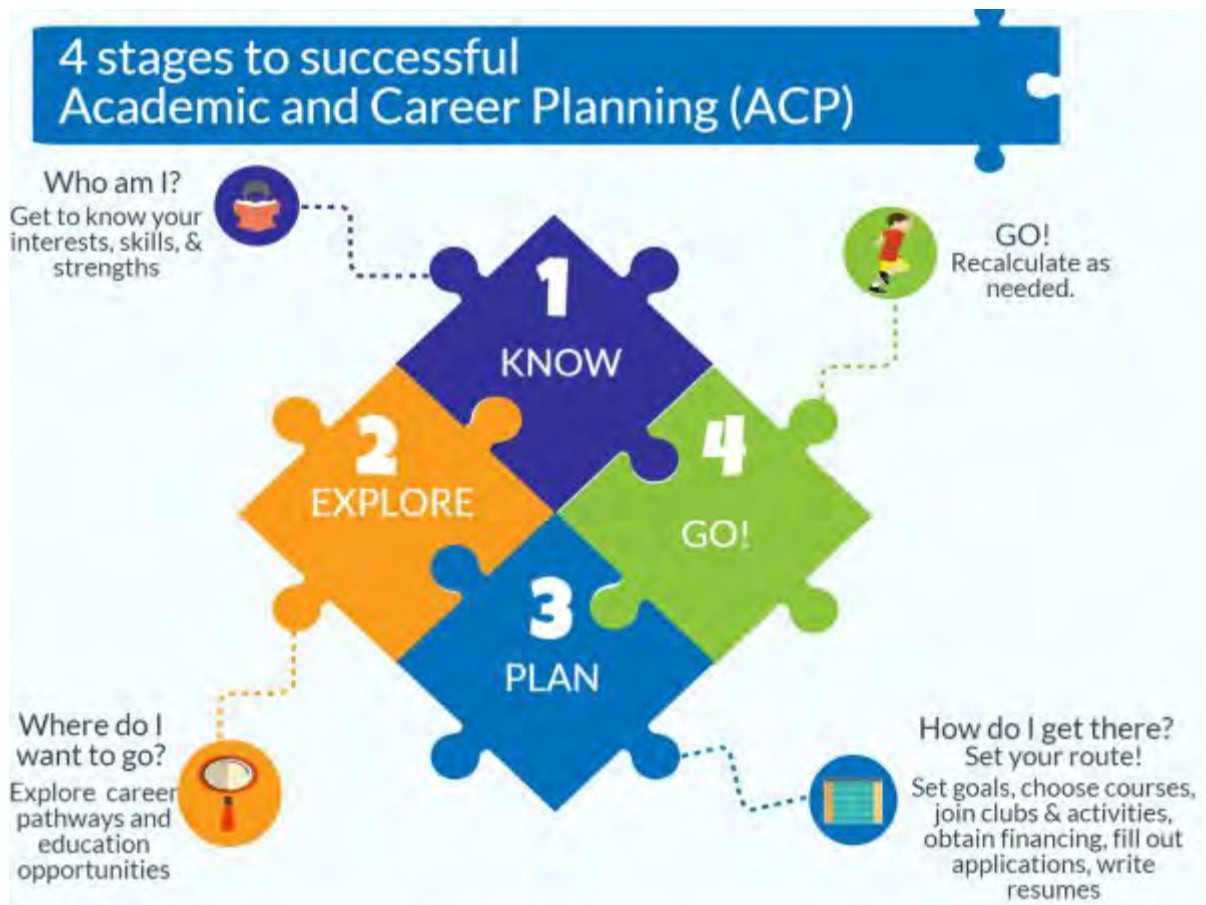 4 stages to successful
Academic and Career Planning (ACP)
Who am I?
Get to know your
interests, skills, &
strengths
GO!
Recalculate as
needed.
1
KNOW
2
EXPLORE
4
GO!
3
PLAN
Where do I
want to go?
Explore career
pathways and
education
opportunities
How do I get there?
Set your route!
Set goals, choose courses,
join clubs & activities,
obtain financing, fill out
applications, write
resumes